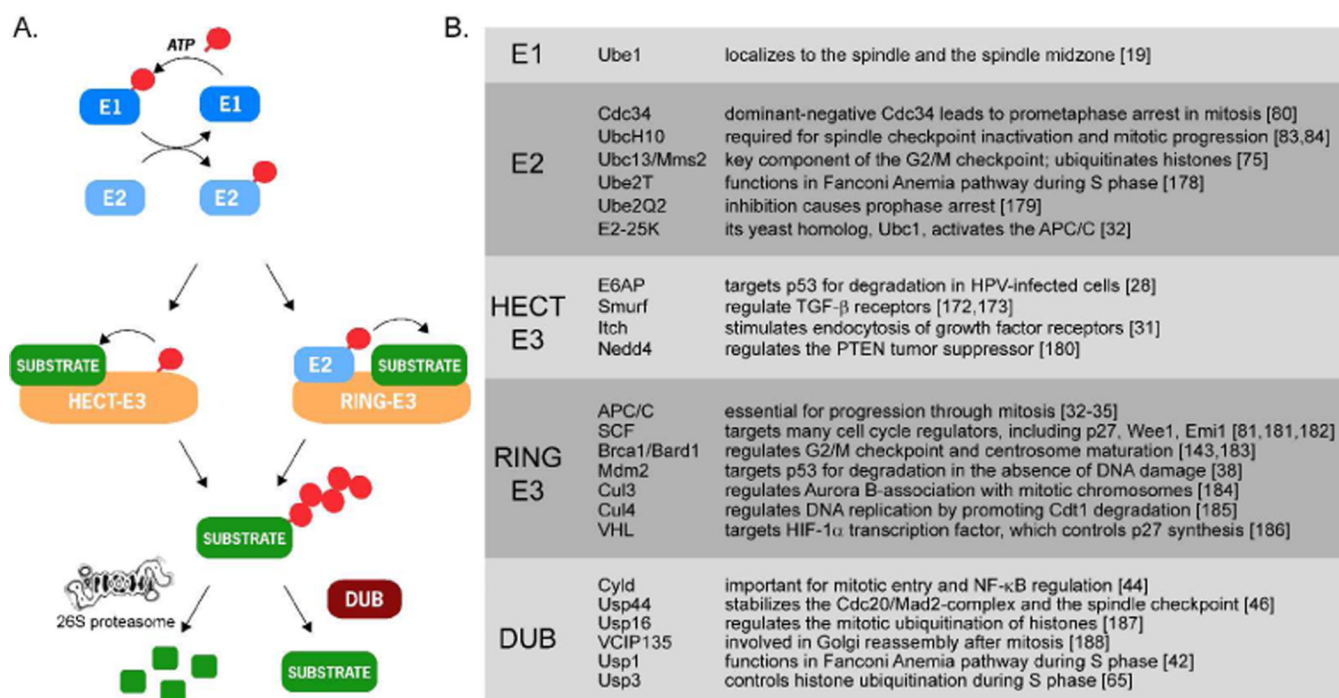 A.
ATP
E1
E1
E2
E2
SUBSTRATE
HECT-E3
E2
SUBSTRATE
RING-E3
SUBSTRATE
26S proteasome
DUB
SUBSTRATE
B.
E1
Ube1 localizes to the spindle and the spindle midzone [19]
E2
Cdc34 dominant-negative Cdc34 leads to prometaphase arrest in mitosis [80]
UbcH10 required for spindle checkpoint inactivation and mitotic progression [83,84]
Ubc13/Mms2 key component of the G2/M checkpoint; ubiquitinates histones [75]
Ube2T functions in Fanconi Anemia pathway during S phase [178]
Ube2Q2 inhibition causes prophase arrest [179]
E2-25K its yeast homolog, Ubc1, activates the APC/C [32]
HECT
E3
E6AP targets p53 for degradation in HPV-infected cells [28]
Smurf regulate TGF-β receptors [172,173]
Itch stimulates endocytosis of growth factor receptors [31]
Nedd4 regulates the PTEN tumor suppressor [180]
RING
E3
APC/C essential for progression through mitosis [32-35]
SCF targets many cell cycle regulators, including p27, Wee1, Emi1 [81,181,182]
Brca1/Bard1 regulates G2/M checkpoint and centrosome maturation [143,183]
Mdm2 targets p53 for degradation in the absence of DNA damage [38]
Cul3 regulates Aurora B-association with mitotic chromosomes [184]
Cul4 regulates DNA replication by promoting Cdt1 degradation [185]
VHL targets HIF-1α transcription factor, which controls p27 synthesis [186]
DUB
Cyld important for mitotic entry and NF-κB regulation [44]
Usp44 stabilizes the Cdc20/Mad2-complex and the spindle checkpoint [46]
Usp16 regulates the mitotic ubiquitination of histones [187]
VCIP135 involved in Golgi reassembly after mitosis [188]
Usp1 functions in Fanconi Anemia pathway during S phase [42]
Usp3 controls histone ubiquitination during S phase [65]